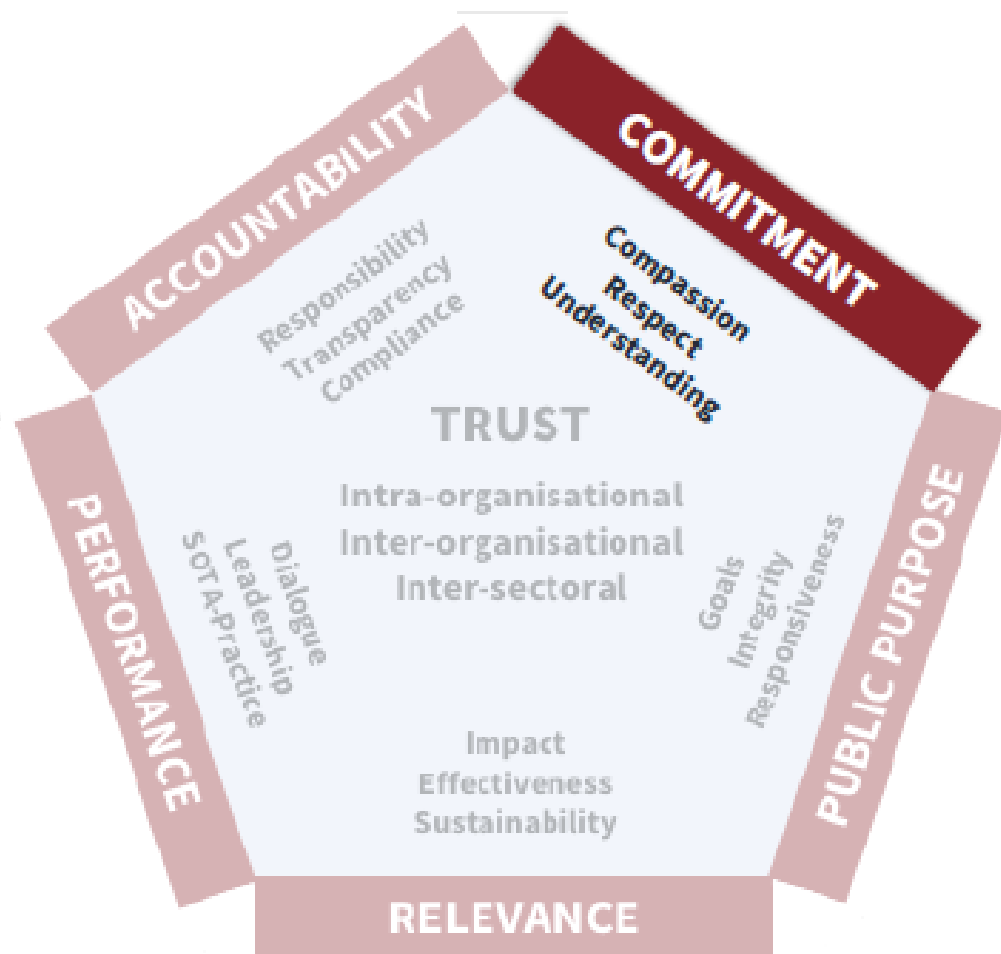 ACCOUNTABILITY
COMMITMENT
Responsibility
Transparency
Compliance
Compassion
Respect
Understanding
TRUST
Intra-organisational
Inter-organisational
Inter-sectoral
PERFORMANCE
Dialogue
Leadership
SoTA-Practice
Goals
Integrity
Responsiveness
PUBLIC PURPOSE
Impact
Effectiveness
Sustainability
RELEVANCE